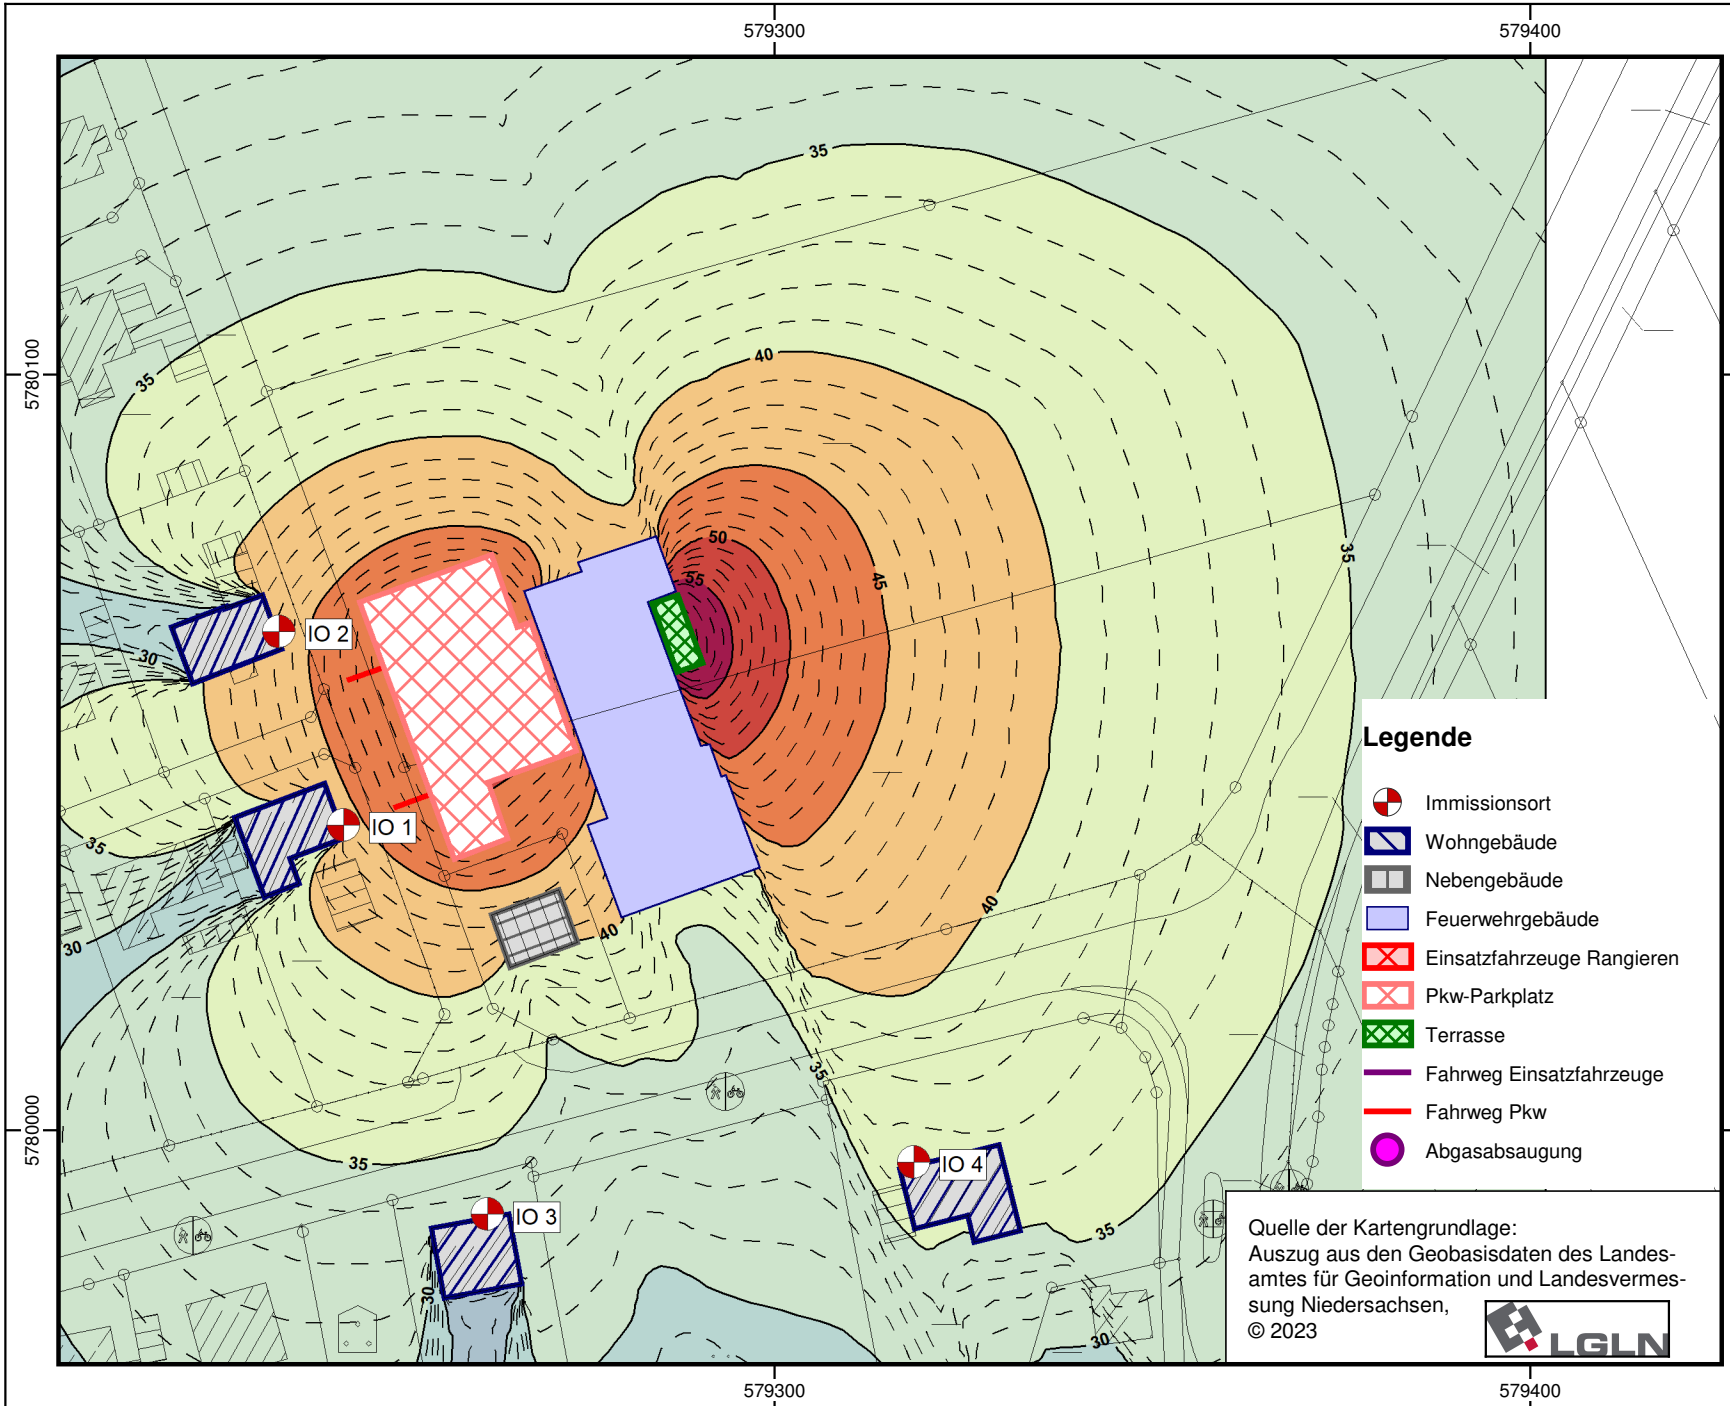 579300
579400
35
40
35
50
55
45
35
5780100
IO 2
30
IO 1
35
30
40
40
35
35
5780000
IO 4
IO 3
30
35
30
Legende
Immissionsort
Wohngebäude
Nebengebäude
Feuerwehrgebäude
Einsatzfahrzeuge Rangieren
Pkw-Parkplatz
Terrasse
Fahrweg Einsatzfahrzeuge
Fahrweg Pkw
Abgasabsaugung
Quelle der Kartengrundlage:
Auszug aus den Geobasisdaten des Landes-
amtes für Geoinformation und Landesvermes-
sung Niedersachsen,
© 2023
LGLN
579300
579400